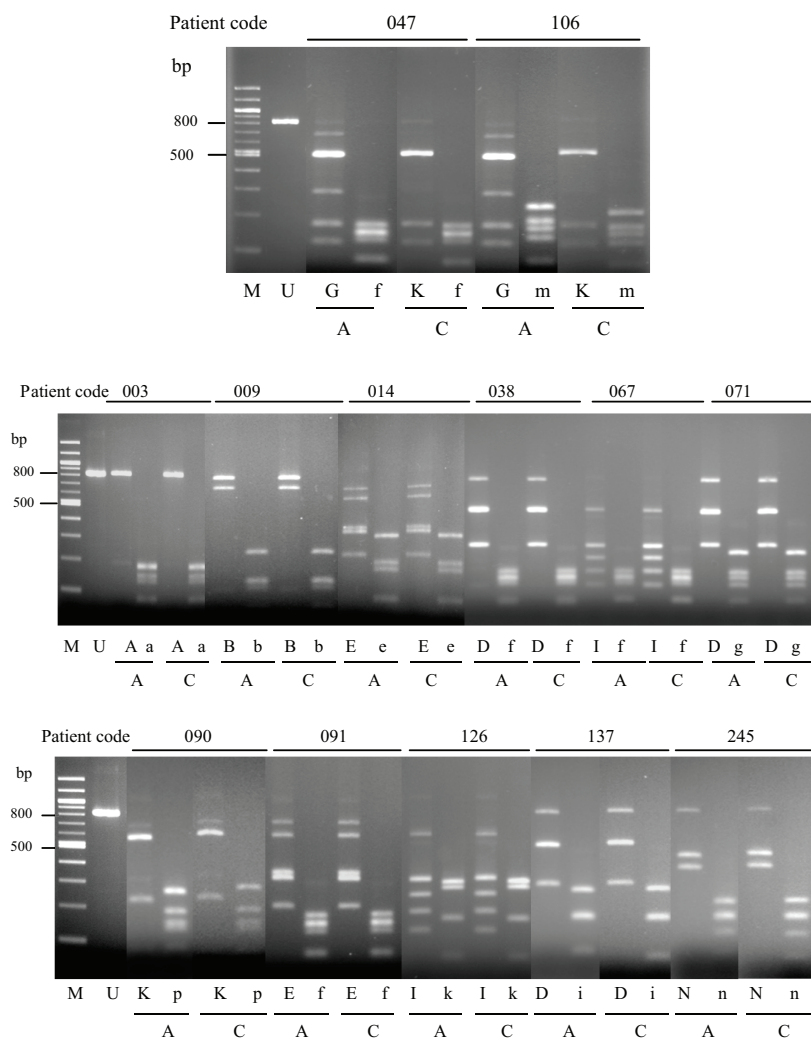 Patient code 047 106
bp
800
500
M U G f K f G m K m
A C A C
Patient code 003 009 014 038 067 071
bp
800
500
M U A a A a B b B b E e E e D f D f I f I f D g D g
A C A C A C A C A C A C
Patient code 090 091 126 137 245
bp
800
500
M U K p K p E f E f I k I k D i D i N n N n
A C A C A C A C A C